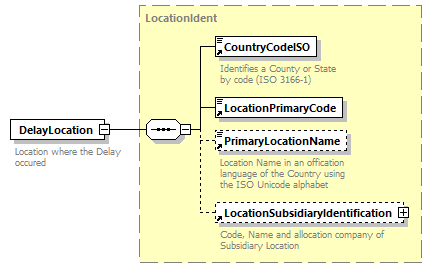 LocationIdent
CountryCodeISO
Identifies a County or State
by code (ISO 3166-1)
LocationPrimaryCode
DelayLocation
Location where the Delay
occured
PrimaryLocationName
Location Name in an offication
language of the Country using
the ISO Unicode alphabet
LocationSubsidiaryIdentification
Code, Name and allocation company of
Subsidiary Location